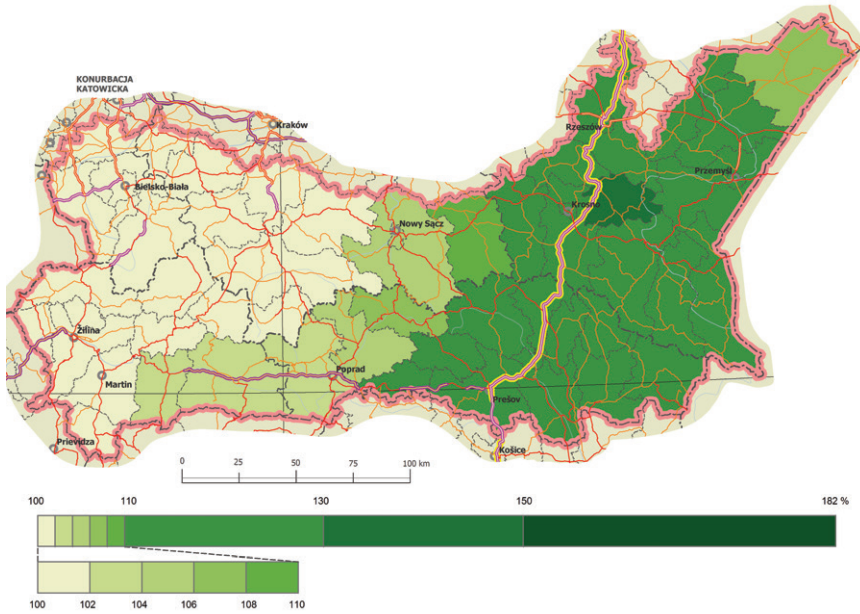 KONURBACJA
KATOWICKA
Kraków
Rzeszów
Bielsko-Biała
Przemyśl
Krosno
Nowy Sącz
Žilina
Martin
Poprad
Prešov
Prievidza
Košice
0 25 50 75 100 km
100 110 130 150 182 %
100 102 104 106 108 110